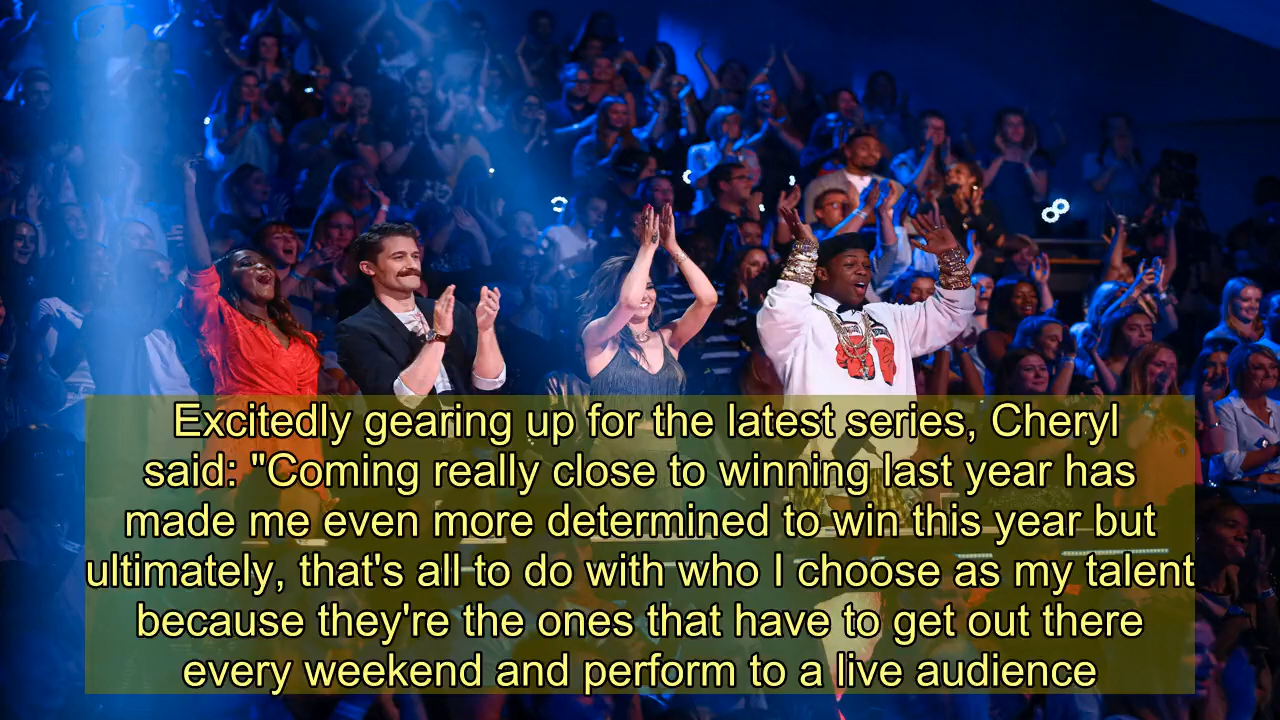 Excitedly gearing up for the latest series, Cheryl
said: "Coming really close to winning last year has
made me even more determined to win this year but
ultimately, that's all to do with who I choose as my talent
because they're the ones that have to get out there
every weekend and perform to a live audience